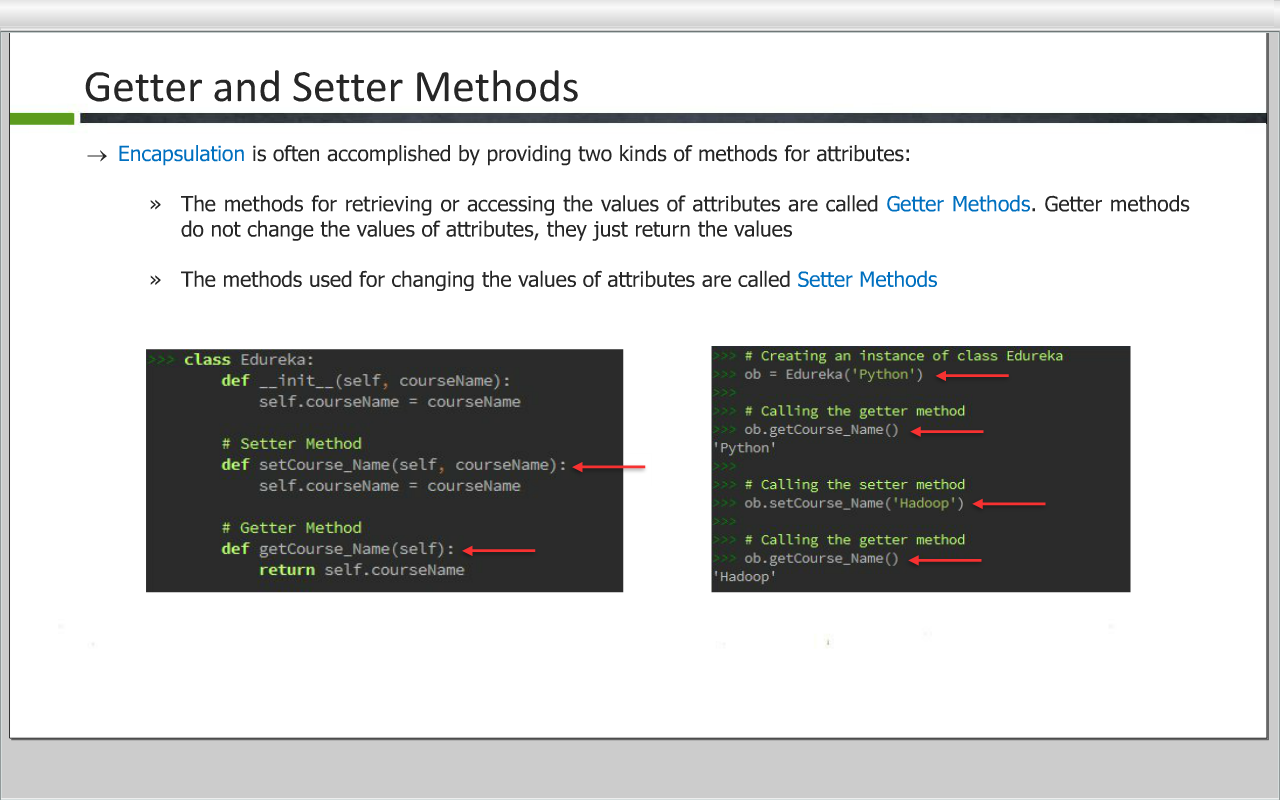 Getter and Setter Methods
→ Encapsulation is often accomplished by providing two kinds of methods for attributes:
» The methods for retrieving or accessing the values of attributes are called Getter Methods. Getter methods
do not change the values of attributes, they just return the values
» The methods used for changing the values of attributes are called Setter Methods
>>> class Edureka:
def __init__(self, courseName):
self.courseName = courseName
# Setter Method
def setCourse_Name(self, courseName):
self.courseName = courseName
# Getter Method
def getCourse_Name(self):
return self.courseName
>>> # Creating an instance of class Edureka
>>> ob = Edureka('Python')
>>>
>>> # Calling the getter method
>>> ob.getCourse_Name()
'Python'
>>>
>>> # Calling the setter method
>>> ob.setCourse_Name('Hadoop')
>>>
>>> # Calling the getter method
>>> ob.getCourse_Name()
'Hadoop'